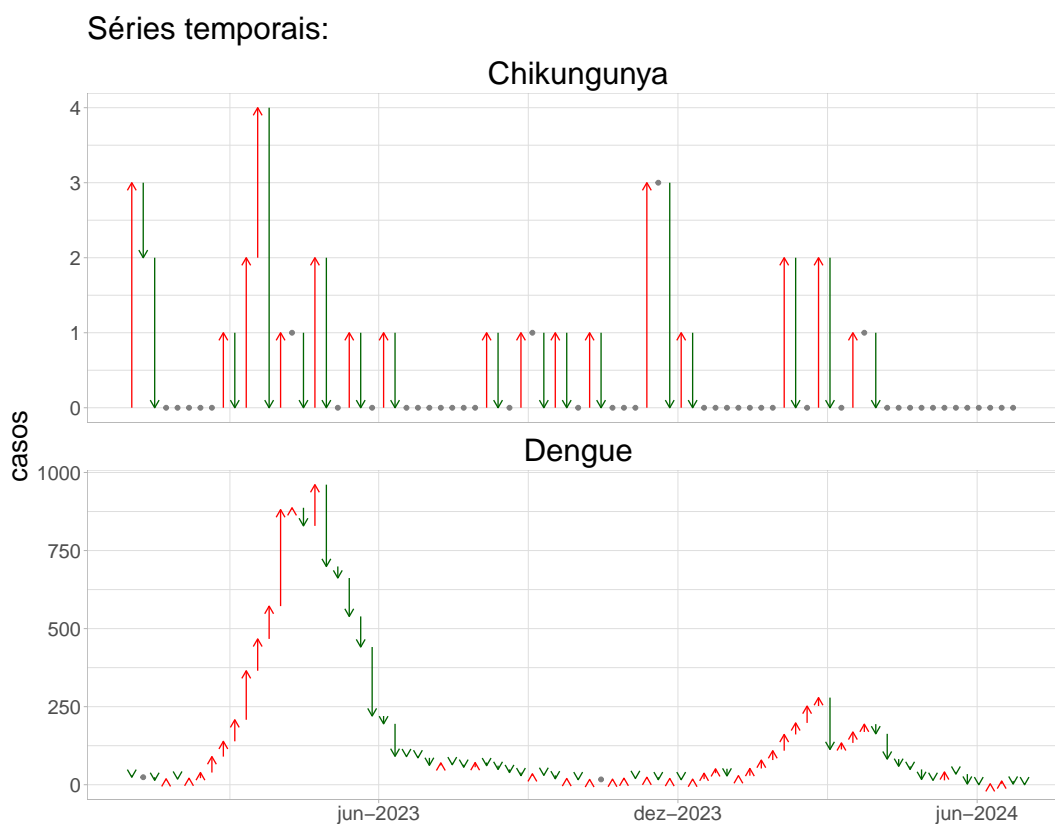 Séries temporais:
Chikungunya
4
3
2
1
0
casos
Dengue
1000
750
500
250
0
jun−2023
dez−2023
jun−2024